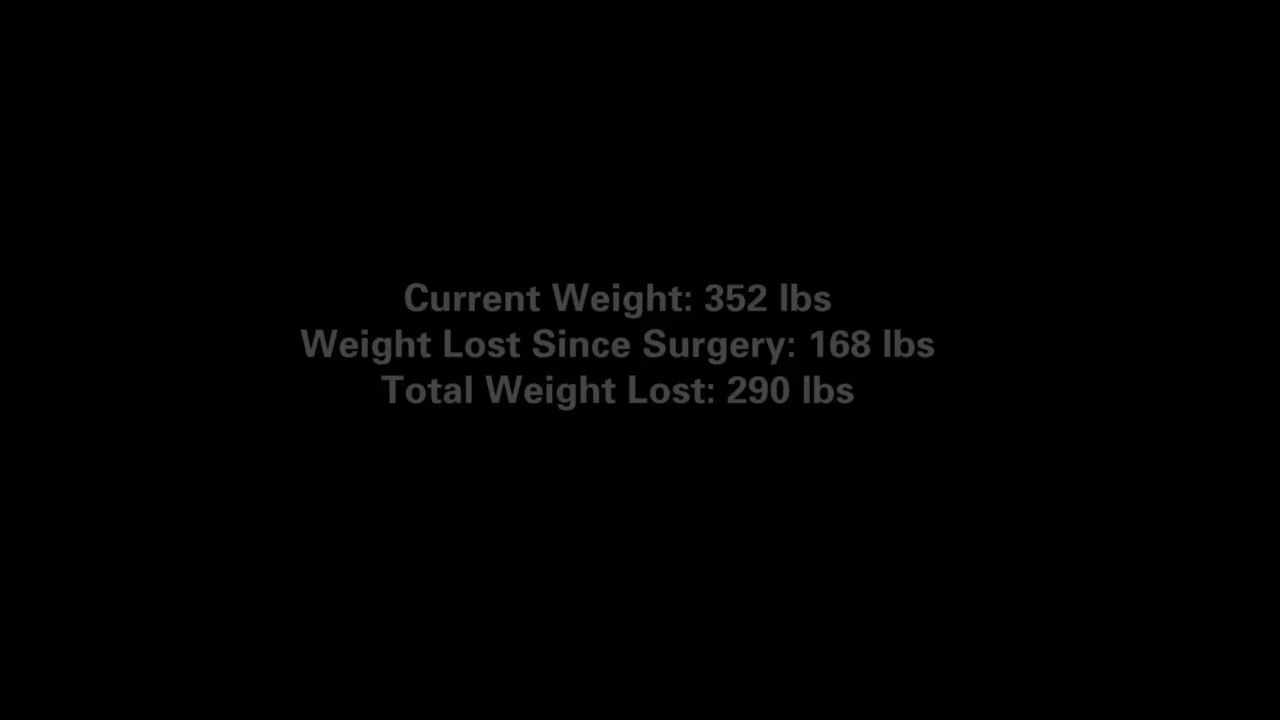 Current Weight: 352 lbs
Weight Lost Since Surgery: 168 lbs
Total Weight Lost: 290 lbs